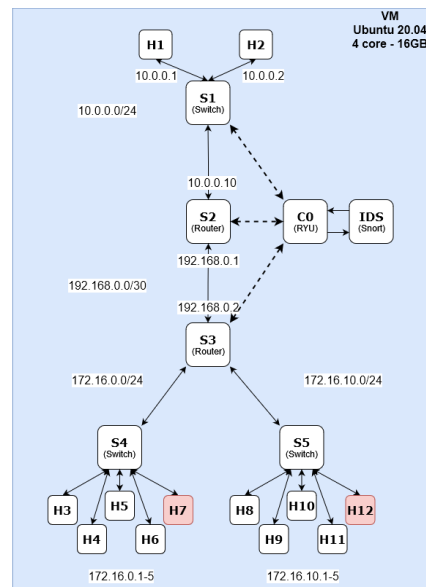 VM
Ubuntu 20.04
4 core - 16GB
H1
H2
10.0.0.1
10.0.0.2
S1
(Switch)
10.0.0.0/24
10.0.0.10
S2
(Router)
C0
(RYU)
IDS
(Snort)
192.168.0.1
192.168.0.0/30
192.168.0.2
S3
(Router)
172.16.0.0/24
172.16.10.0/24
S4
(Switch)
S5
(Switch)
H3
H4
H5
H6
H7
H8
H9
H10
H11
H12
172.16.0.1-5
172.16.10.1-5